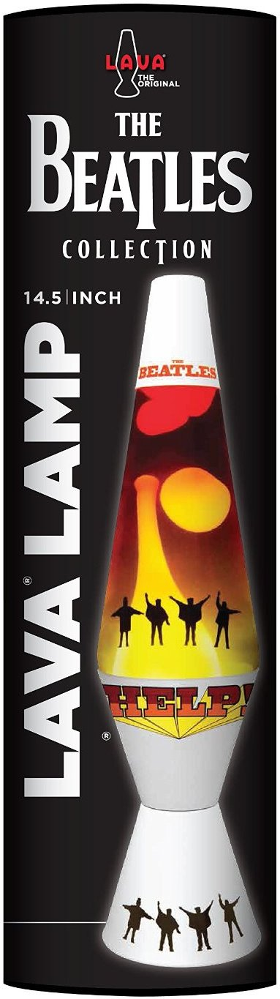 LAVA®
THE
ORIGINAL
THE
BEATLES
COLLECTION
14.5 | INCH
LAVA® LAMP
THE
BEATLES
HELP!
®